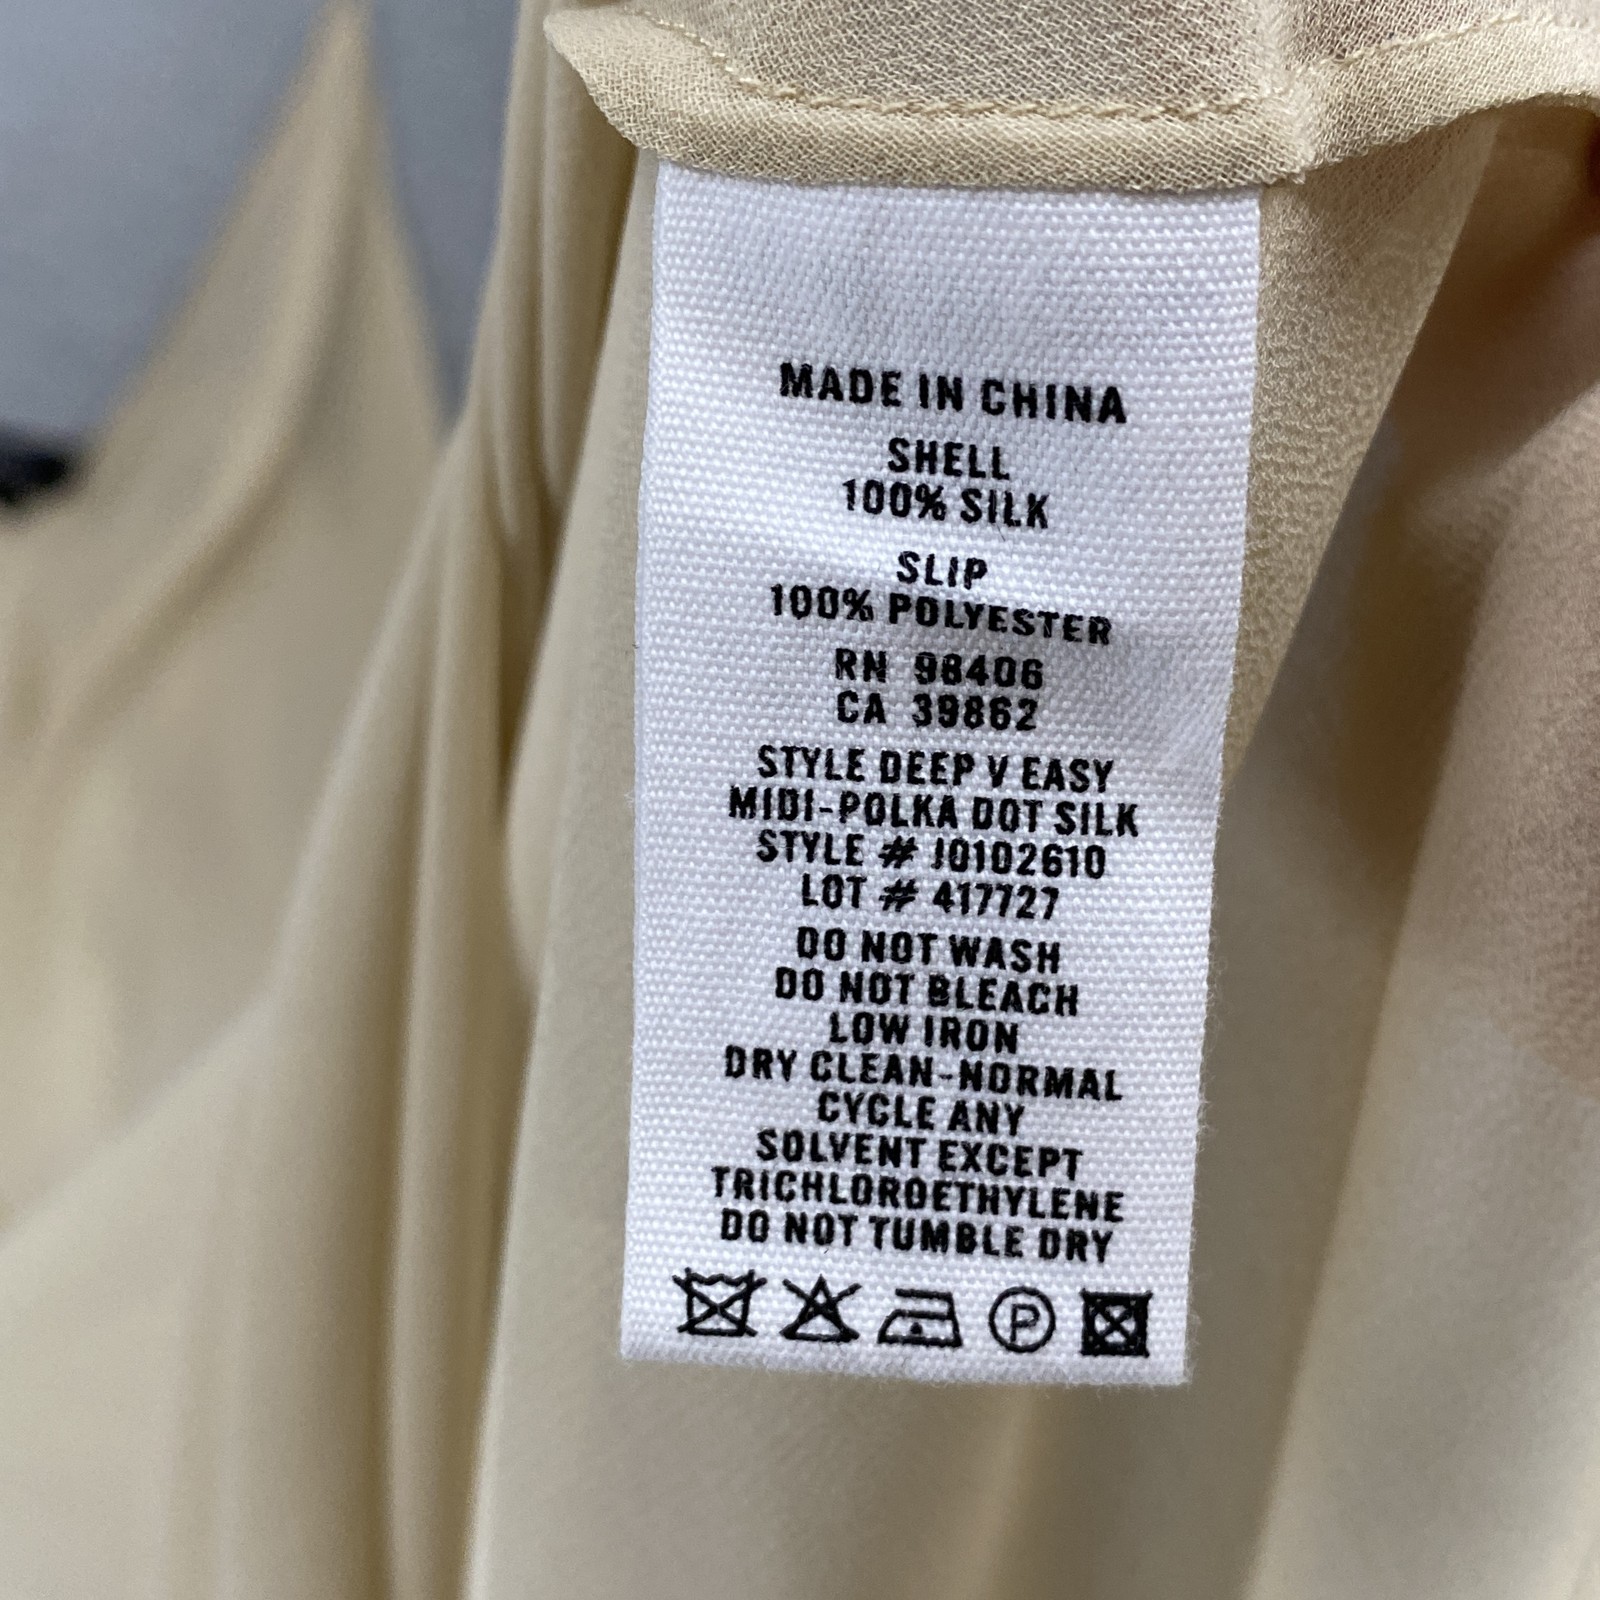 MADE IN CHINA
SHELL
100% SILK
SLIP
100% POLYESTER
RN 98406
CA 39862
STYLE DEEP V EASY
MIDI-POLKA DOT SILK
STYLE # J0102610
LOT # 417727
DO NOT WASH
DO NOT BLEACH
LOW IRON
DRY CLEAN-NORMAL
CYCLE ANY
SOLVENT EXCEPT
TRICHLOROETHYLENE
DO NOT TUMBLE DRY
P